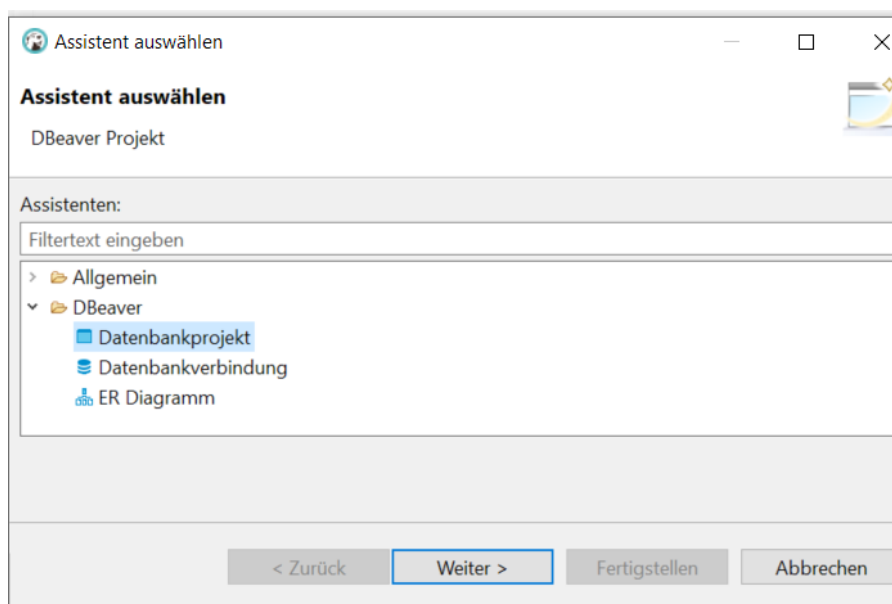 Assistent auswählen
Assistent auswählen
DBeaver Projekt
Assistenten:
Filtertext eingeben
Allgemein
DBeaver
Datenbankprojekt
Datenbankverbindung
ER Diagramm
< Zurück Weiter > Fertigstellen Abbrechen